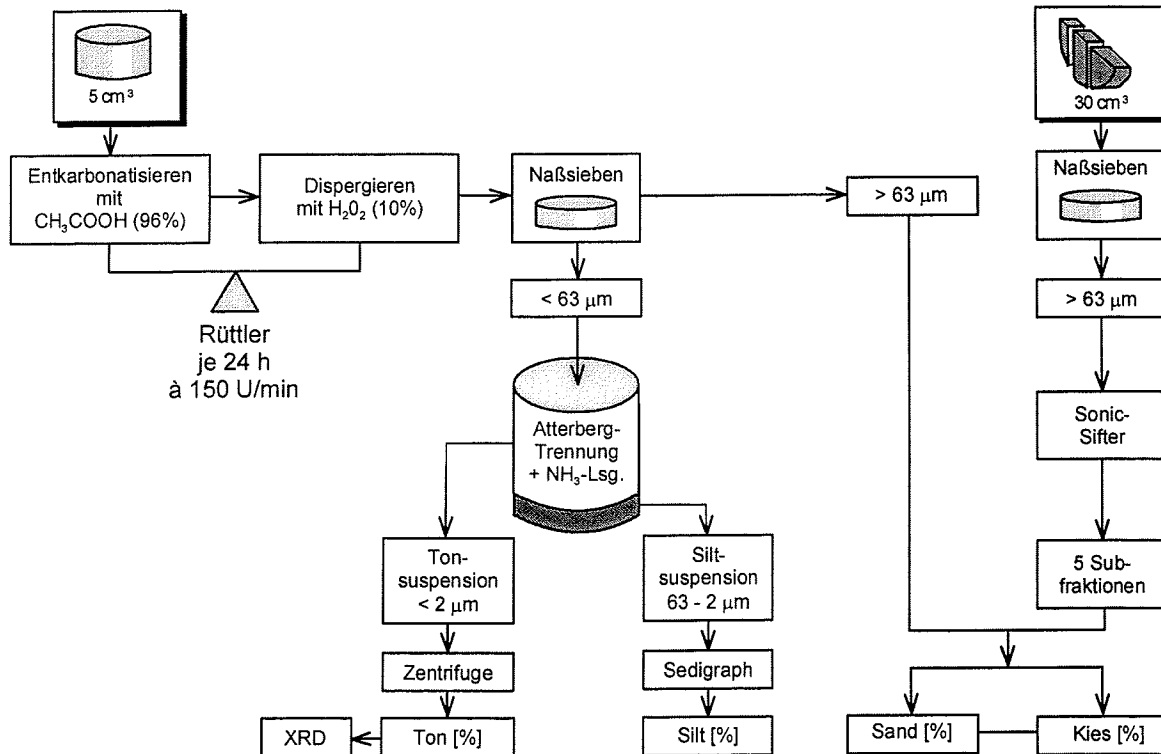 5 cm³
30 cm³
Entkarbonatisieren
mit
CH₃COOH (96%)
Dispergieren
mit H₂0₂ (10%)
Naßsieben
> 63 μm
Naßsieben
< 63 μm
> 63 μm
Rüttler
je 24 h
à 150 U/min
Atterberg-
Trennung
+ NH₃-Lsg.
Sonic-
Sifter
Ton-
suspension
< 2 μm
Silt-
suspension
63 - 2 μm
5 Sub-
fraktionen
Zentrifuge
Sedigraph
XRD
Ton [%]
Silt [%]
Sand [%]
Kies [%]